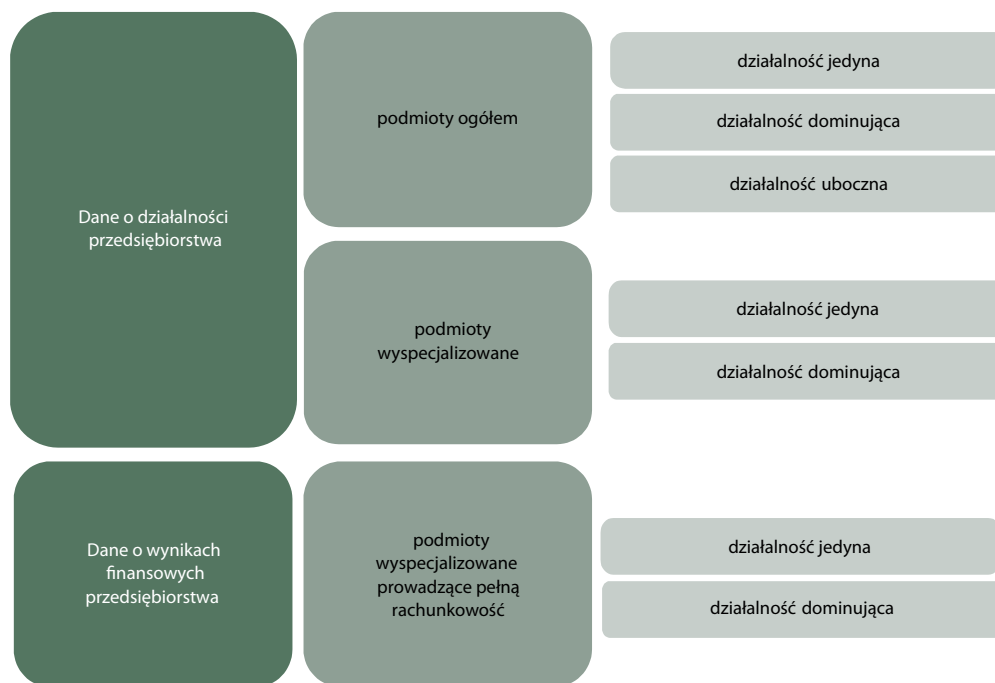 Dane o działalności
przedsiębiorstwa
podmioty ogółem
działalność jedyna
działalność dominująca
działalność uboczna
podmioty
wyspecjalizowane
działalność jedyna
działalność dominująca
Dane o wynikach
finansowych
przedsiębiorstwa
podmioty
wyspecjalizowane
prowadzące pełną
rachunkowość
działalność jedyna
działalność dominująca